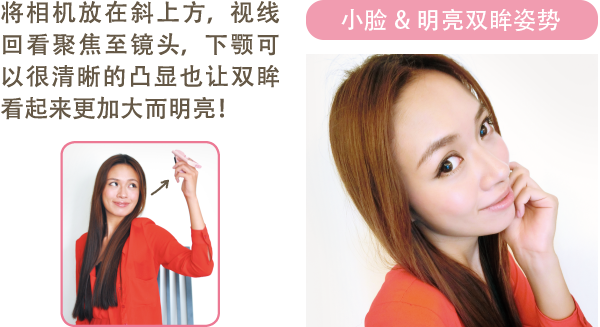 将相机放在斜上方，视线
回看聚焦至镜头，下颚可
以很清晰的凸显也让双眸
看起来更加大而明亮！
小脸 & 明亮双眸姿势